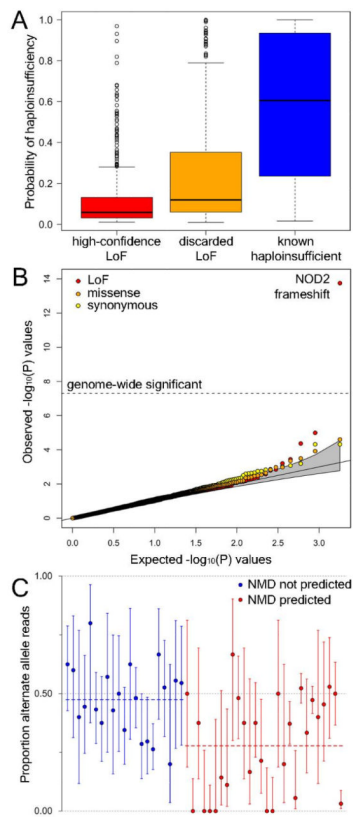 A
Probability of haploinsufficiency
1.0
0.8
0.6
0.4
0.2
0.0
high-confidence LoF
discarded LoF
known haploinsufficient
B
Observed -log10(P) values
14
12
10
8
6
4
2
0
LoF
missense
synonymous
NOD2 frameshift
genome-wide significant
0.0 0.5 1.0 1.5 2.0 2.5 3.0
Expected -log10(P) values
C
Proportion alternate allele reads
1.00
0.50
0.00
NMD not predicted
NMD predicted